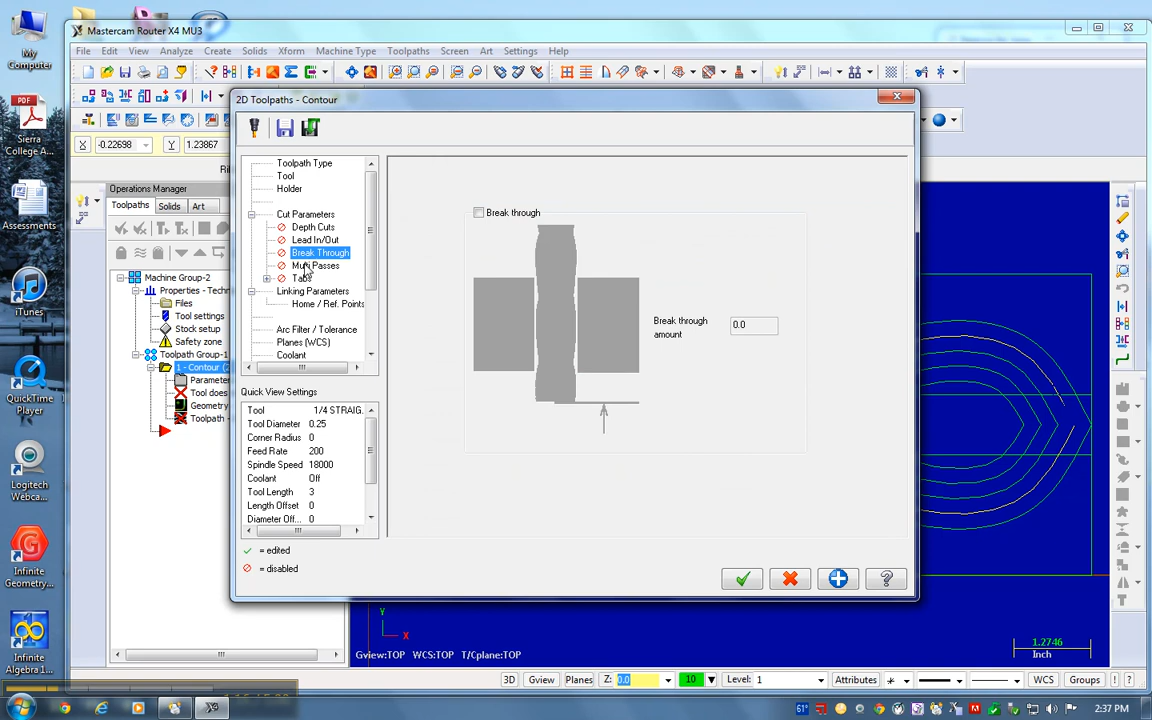 My
Computer
PDF
Sierra
College A...
Assessments
iTunes
QuickTime
Player
Logitech
Webca...
Infinite
Geometry...
Infinite
Algebra 1...
Mastercam Router X4 MU3
File Edit View Analyze Create Solids Xform Machine Type Toolpaths Screen Art Settings Help
X -0.22698 Y 1.23867
Operations Manager
Toolpaths Solids Art
Machine Group-2
Properties - Techn
Files
Tool settings
Stock setup
Safety zone
Toolpath Group-1
1 - Contour (2
Parameter
Tool does
Geometry
Toolpath -
2D Toolpaths - Contour
Toolpath Type
Tool
Holder
Cut Parameters
Depth Cuts
Lead In/Out
Break Through
Multi Passes
Tabs
Linking Parameters
Home / Ref. Points
Arc Filter / Tolerance
Planes (WCS)
Coolant
Quick View Settings
Tool 1/4 STRAIG.
Tool Diameter 0.25
Corner Radius 0
Feed Rate 200
Spindle Speed 18000
Coolant Off
Tool Length 3
Length Offset 0
Diameter Off... 0
= edited
= disabled
Break through
Break through
amount
0.0
Y
X
1.2746
Inch
Gview:TOP WCS:TOP T/Cplane:TOP
3D Gview Planes Z: 0.0 10 Level: 1 Attributes WCS Groups ! ?
61° 2:37 PM